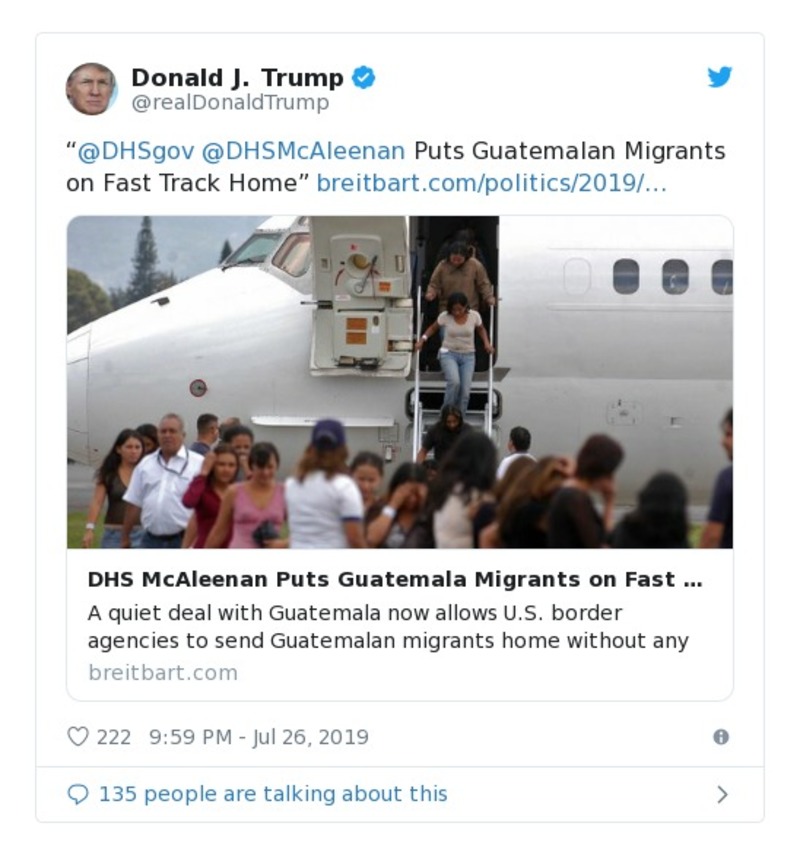 Donald J. Trump
@realDonaldTrump
“@DHSgov @DHSMcAleenan Puts Guatemalan Migrants
on Fast Track Home” breitbart.com/politics/2019/…
DHS McAleenan Puts Guatemala Migrants on Fast …
A quiet deal with Guatemala now allows U.S. border
agencies to send Guatemalan migrants home without any
breitbart.com
222 9:59 PM - Jul 26, 2019
135 people are talking about this